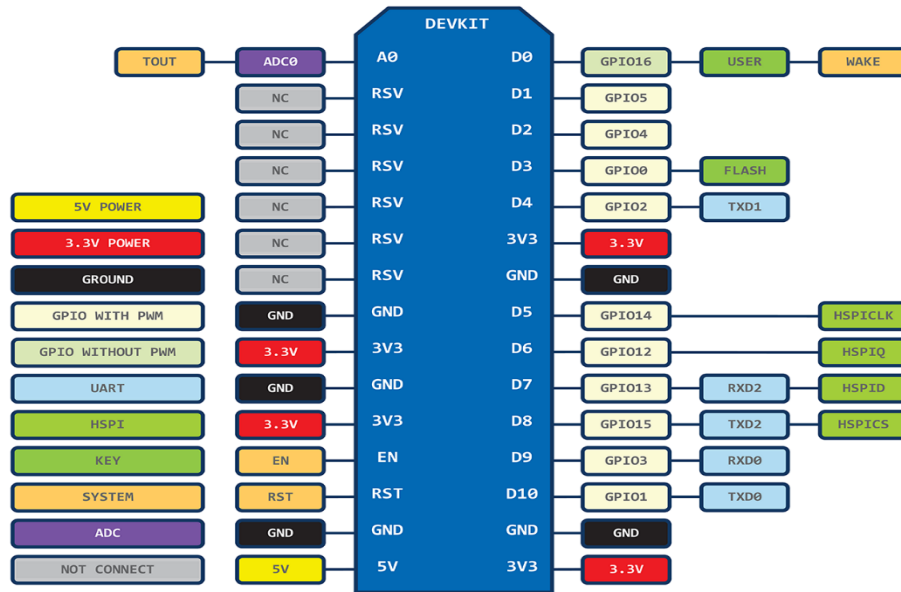 DEVKIT
TOUT ADC0 A0 D0 GPIO16 USER WAKE
NC RSV D1 GPIO5
NC RSV D2 GPIO4
NC RSV D3 GPIO0 FLASH
5V POWER NC RSV D4 GPIO2 TXD1
3.3V POWER NC RSV 3V3 3.3V
GROUND NC RSV GND GND
GPIO WITH PWM GND GND D5 GPIO14 HSPICLK
GPIO WITHOUT PWM 3.3V 3V3 D6 GPIO12 HSPIQ
UART GND GND D7 GPIO13 RXD2 HSPID
HSPI 3.3V 3V3 D8 GPIO15 TXD2 HSPICS
KEY EN EN D9 GPIO3 RXD0
SYSTEM RST RST D10 GPIO1 TXD0
ADC GND GND GND GND
NOT CONNECT 5V 5V 3V3 3.3V